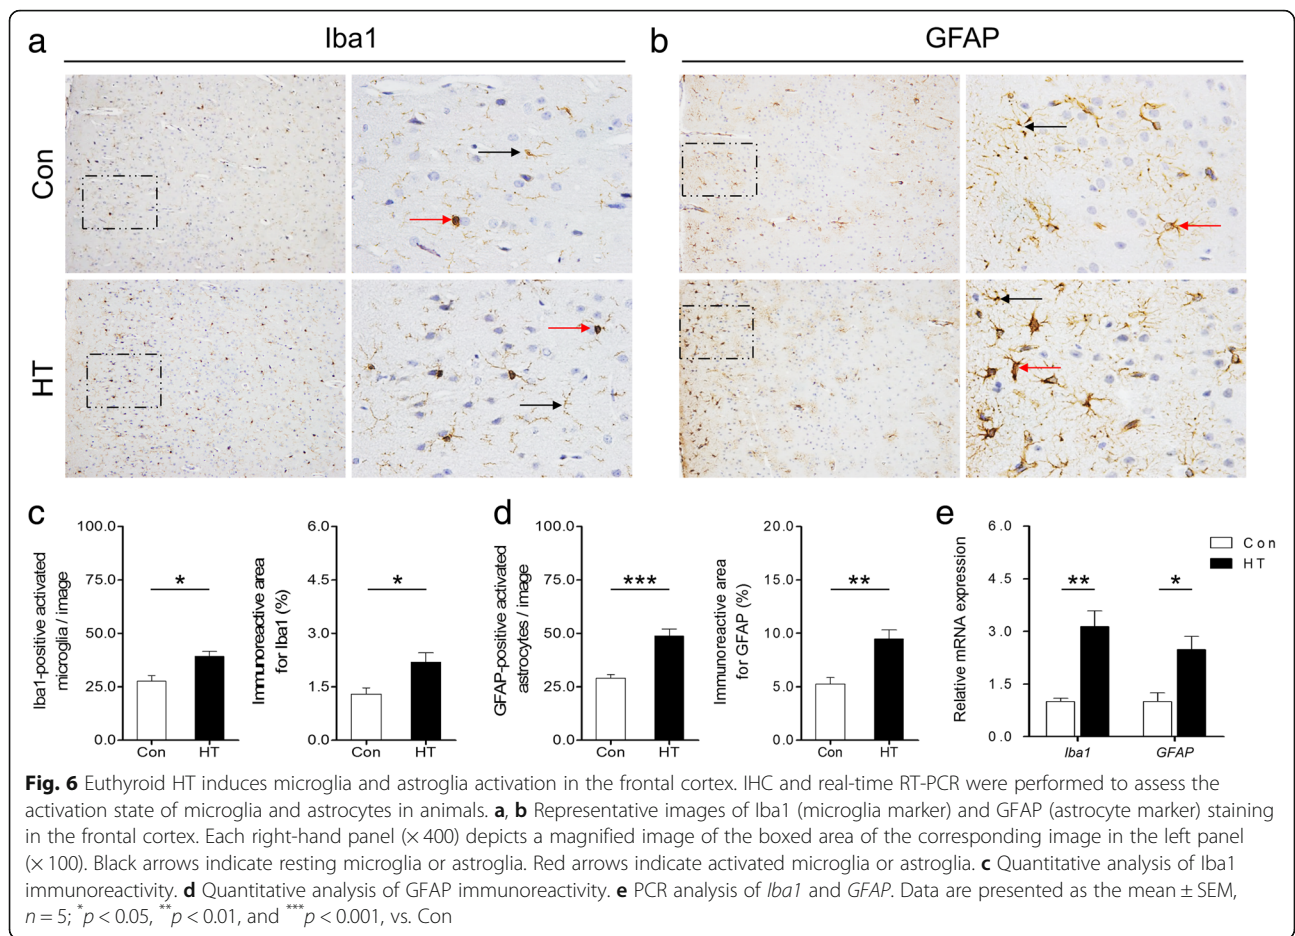 a
Iba1
b
GFAP
Con
HT
c
Iba1-positive activated
microglia / image
100.0
75.0
50.0
25.0
0.0
*
Con
HT
Immunoreactive area
for Iba1 (%)
6.0
4.5
3.0
1.5
0.0
*
Con
HT
d
GFAP-positive activated
astrocytes / image
100.0
75.0
50.0
25.0
0.0
***
Con
HT
Immunoreactive area
for GFAP (%)
20.0
15.0
10.0
5.0
0.0
**
Con
HT
e
Relative mRNA expression
6.0
4.5
3.0
1.5
0.0
**
*
Iba1
GFAP
Con
HT
Fig. 6 Euthyroid HT induces microglia and astroglia activation in the frontal cortex. IHC and real-time RT-PCR were performed to assess the
activation state of microglia and astrocytes in animals. a, b Representative images of Iba1 (microglia marker) and GFAP (astrocyte marker) staining
in the frontal cortex. Each right-hand panel (× 400) depicts a magnified image of the boxed area of the corresponding image in the left panel
(× 100). Black arrows indicate resting microglia or astroglia. Red arrows indicate activated microglia or astroglia. c Quantitative analysis of Iba1
immunoreactivity. d Quantitative analysis of GFAP immunoreactivity. e PCR analysis of Iba1 and GFAP. Data are presented as the mean ± SEM,
n = 5; *p < 0.05, **p < 0.01, and ***p < 0.001, vs. Con